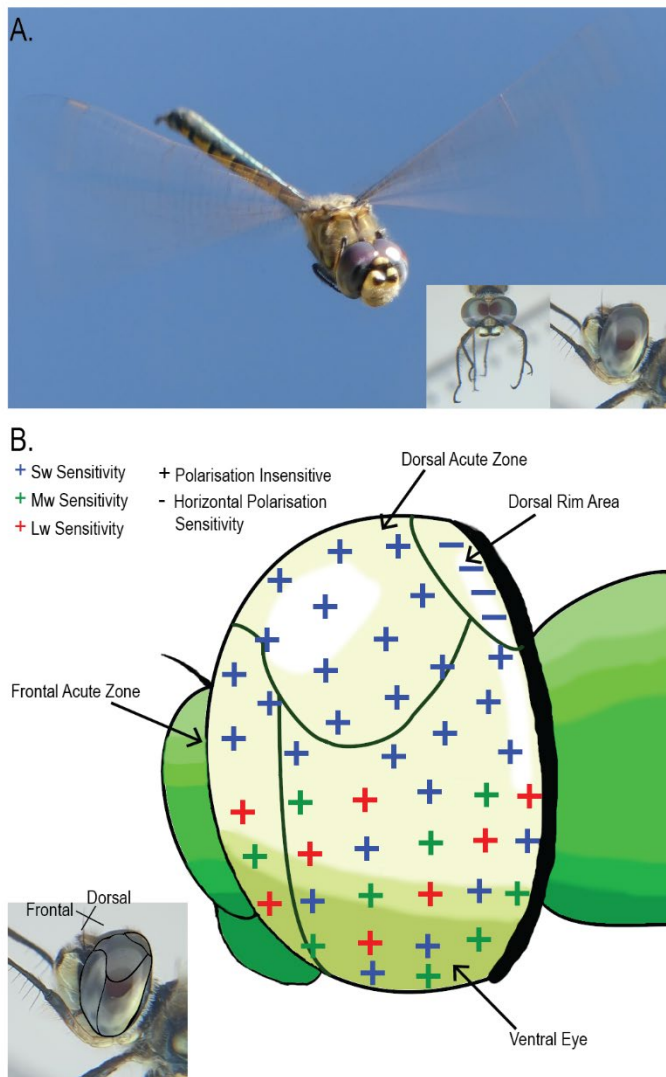 A.
B.
+ Sw Sensitivity
+ Mw Sensitivity
+ Lw Sensitivity
+ Polarisation Insensitive
- Horizontal Polarisation
Sensitivity
Dorsal Acute Zone
Dorsal Rim Area
Frontal Acute Zone
Dorsal
Frontal
Ventral Eye